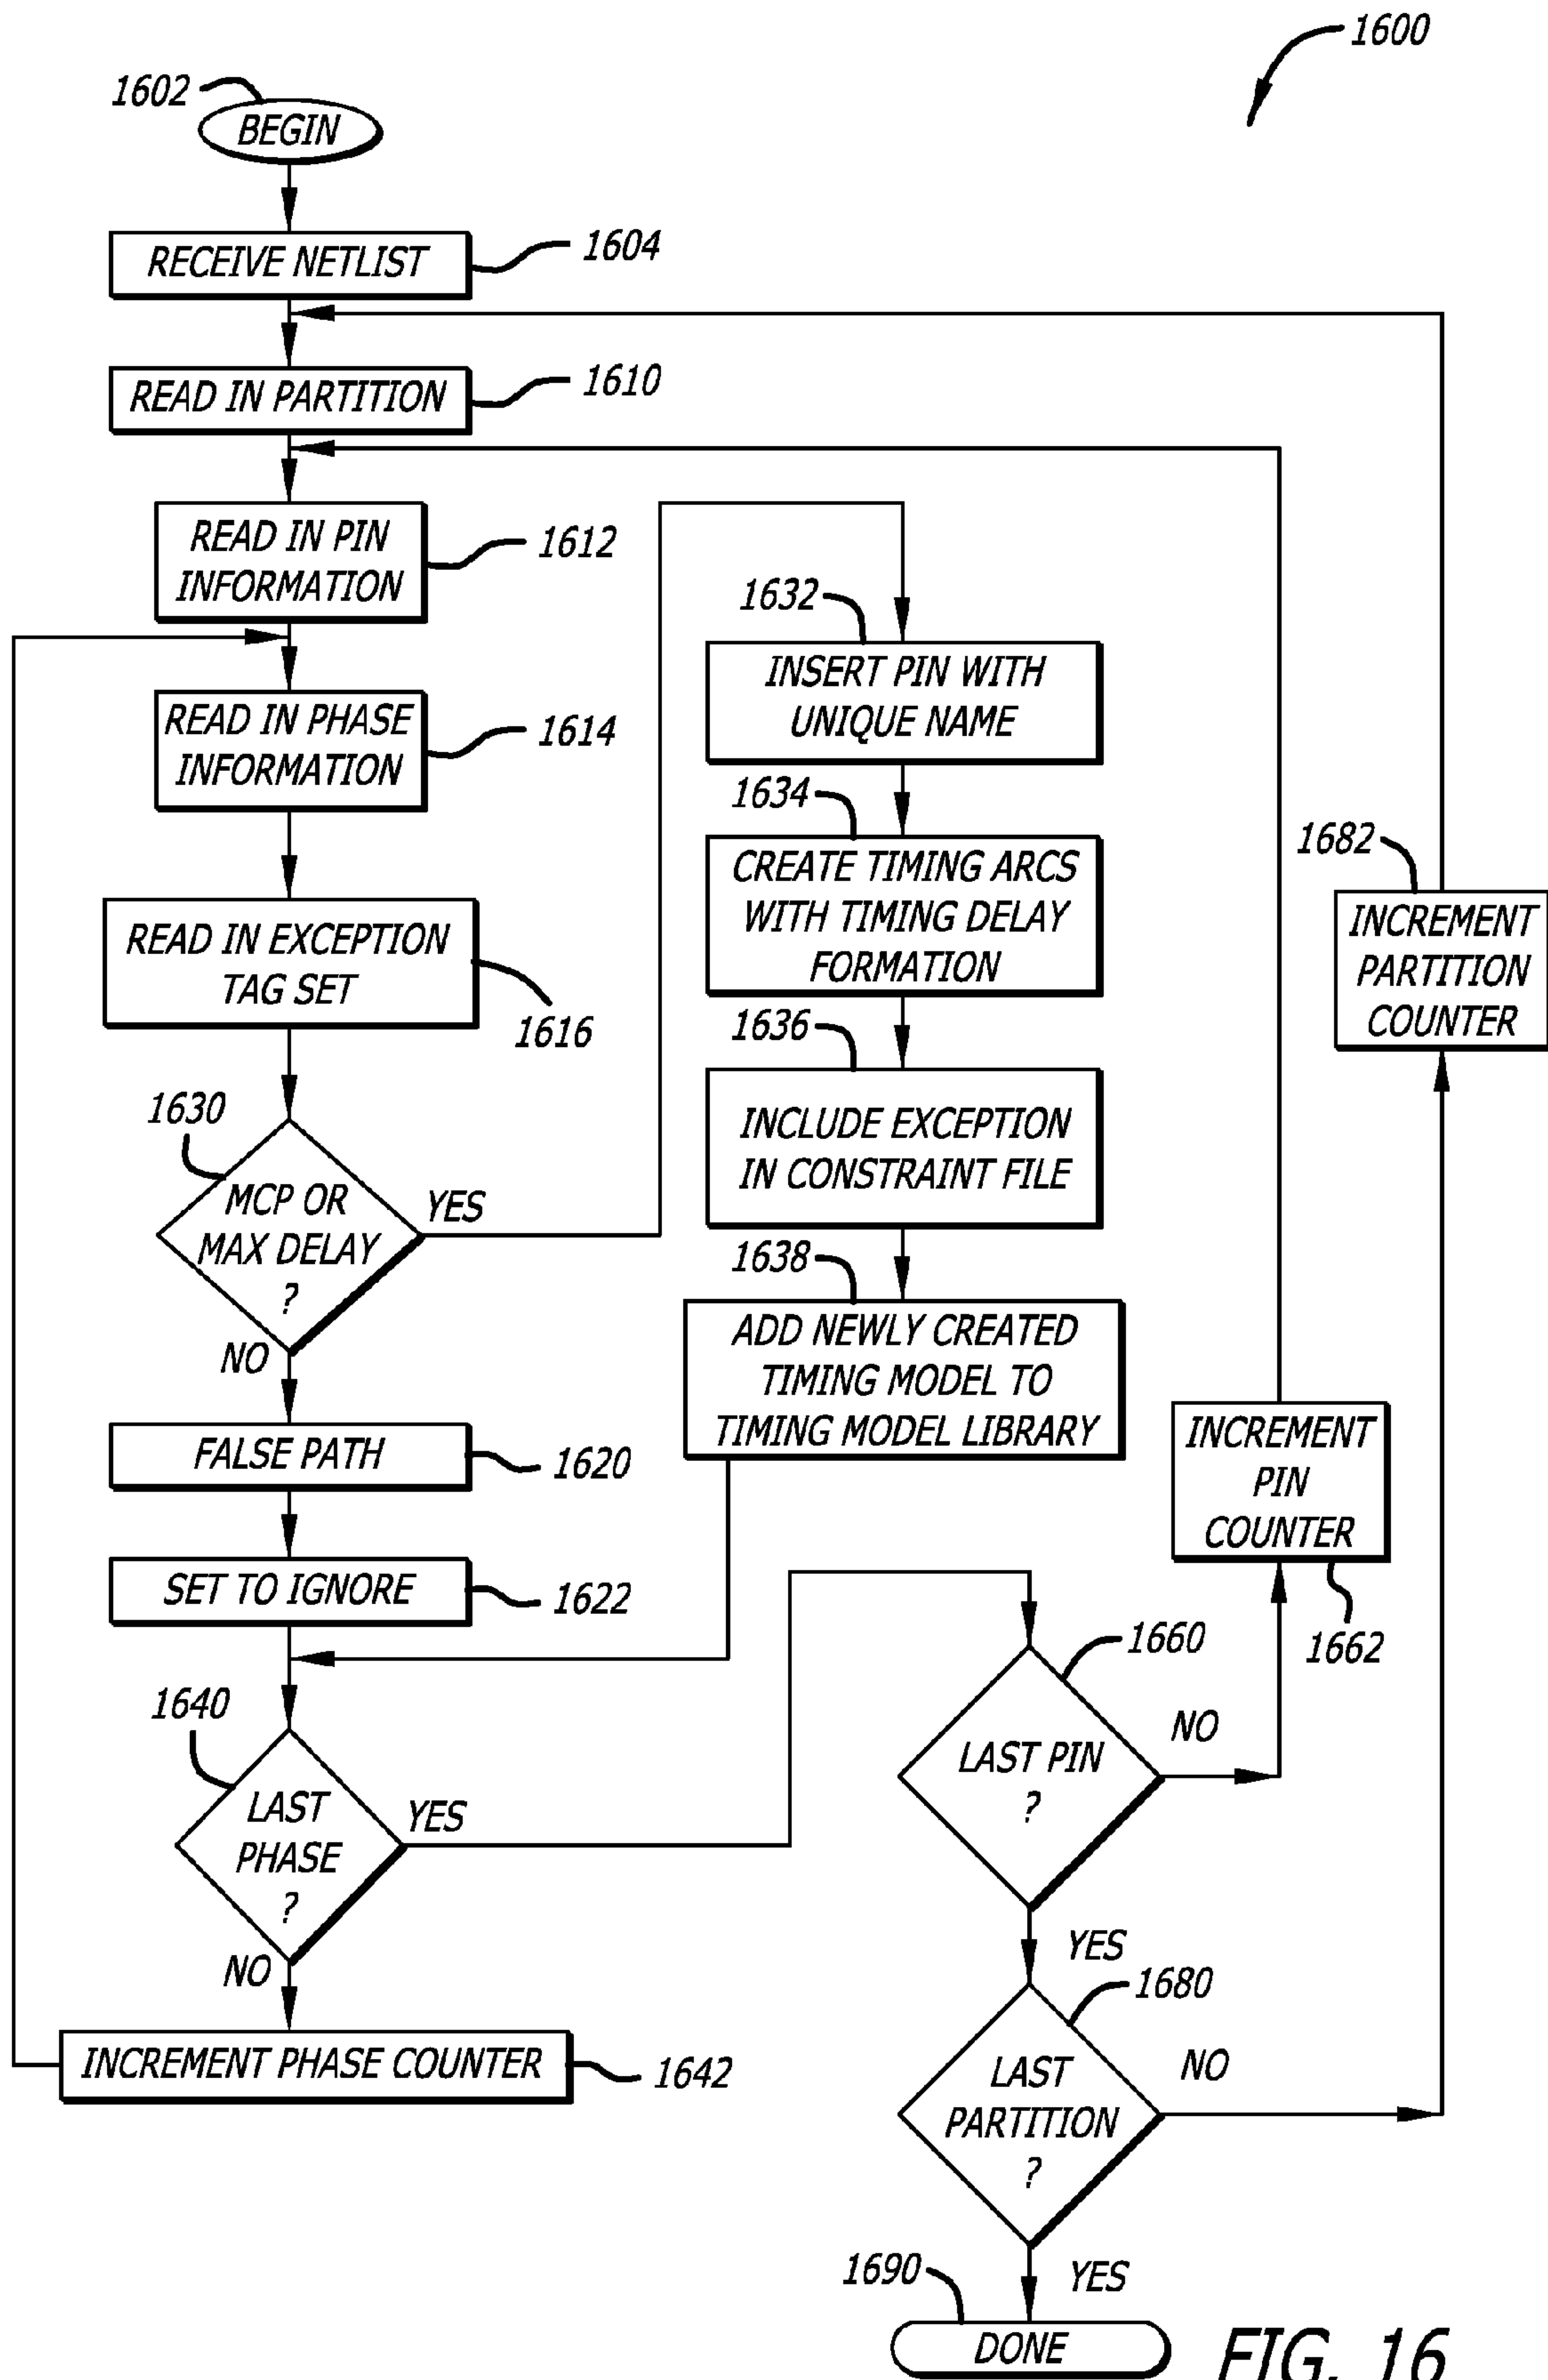 1600
1602
BEGIN
RECEIVE NETLIST
1604
READ IN PARTITION
1610
READ IN PIN
INFORMATION
1612
READ IN PHASE
INFORMATION
1614
READ IN EXCEPTION
TAG SET
1616
1630
MCP OR
MAX DELAY
?
YES
NO
FALSE PATH
1620
SET TO IGNORE
1622
1640
LAST
PHASE
?
YES
NO
INCREMENT PHASE COUNTER
1642
1632
INSERT PIN WITH
UNIQUE NAME
1634
CREATE TIMING ARCS
WITH TIMING DELAY
FORMATION
1636
INCLUDE EXCEPTION
IN CONSTRAINT FILE
1638
ADD NEWLY CREATED
TIMING MODEL TO
TIMING MODEL LIBRARY
1660
LAST PIN
?
NO
YES
INCREMENT
PIN
COUNTER
1662
1680
LAST
PARTITION
?
NO
YES
1682
INCREMENT
PARTITION
COUNTER
1690
DONE
FIG. 16